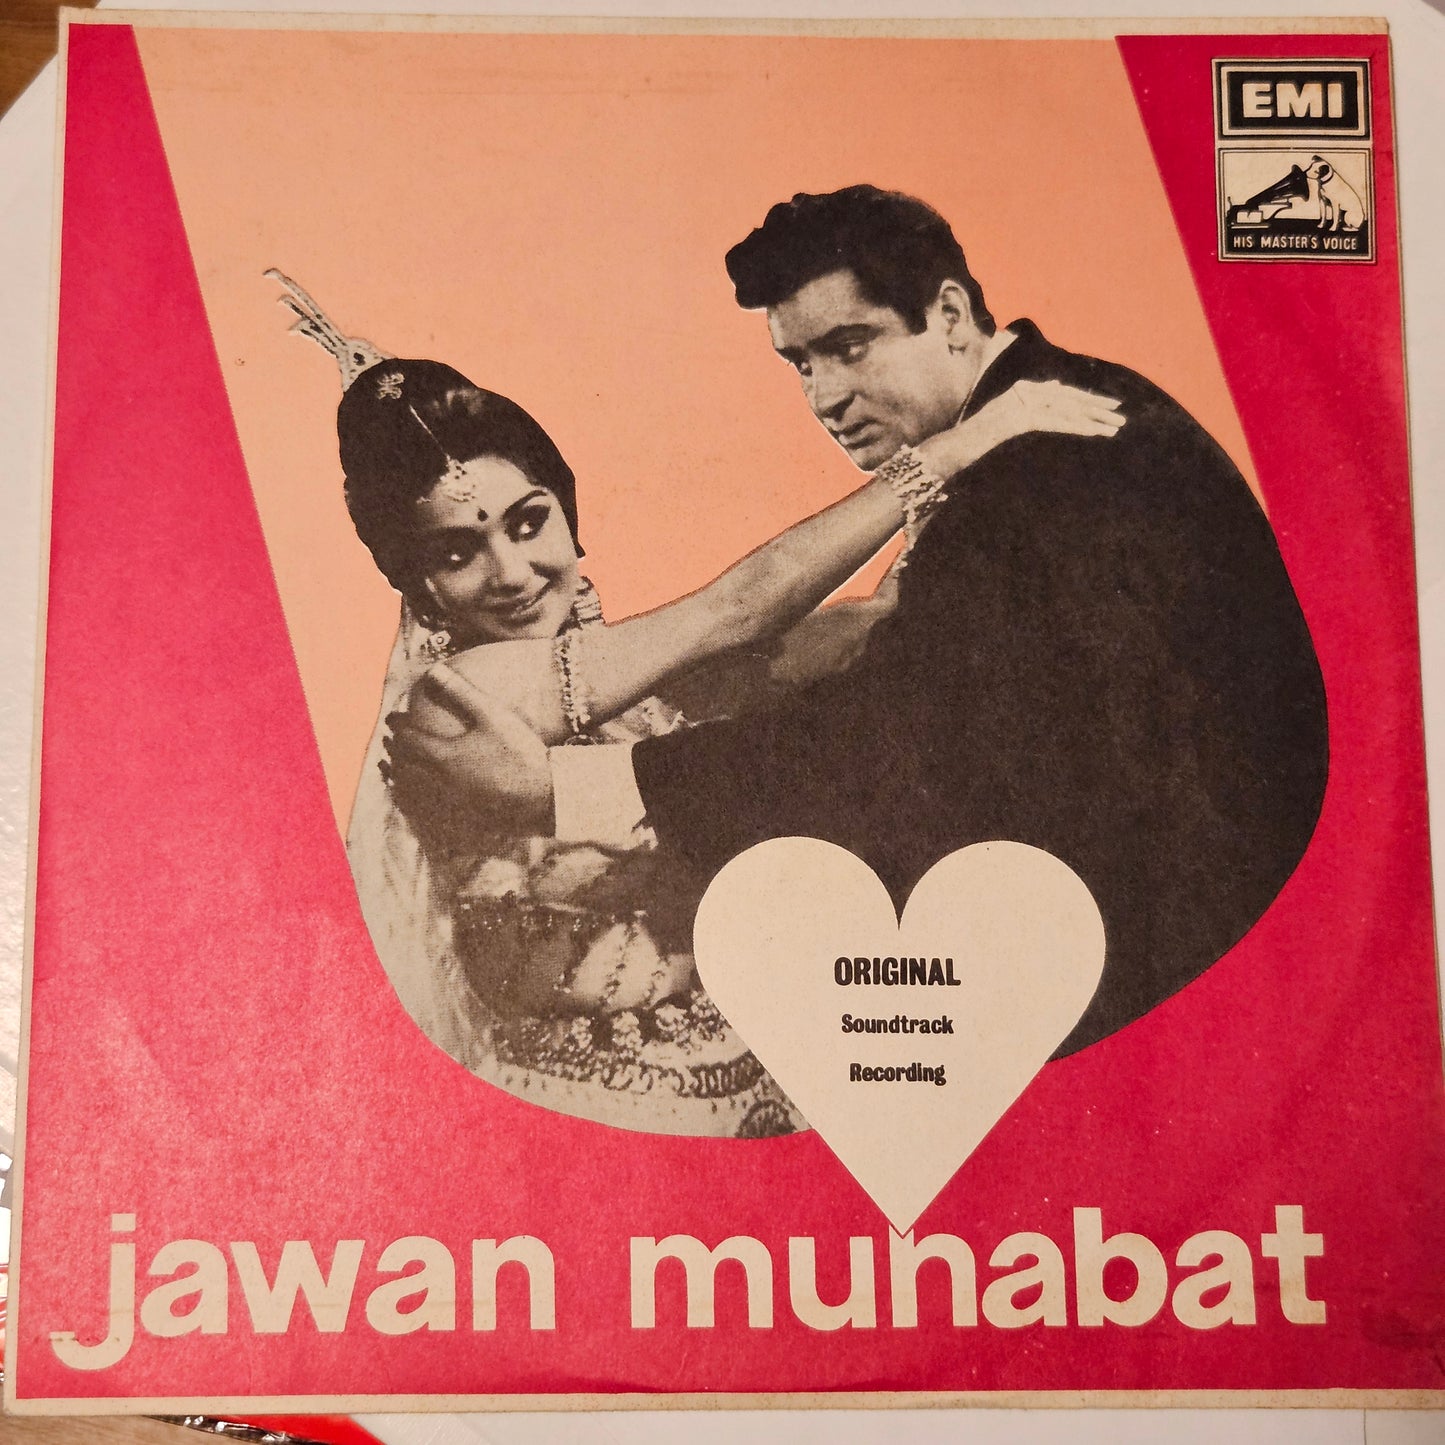 EMI
HIS MASTER'S VOICE
ORIGINAL
Soundtrack
Recording
jawan muhabat